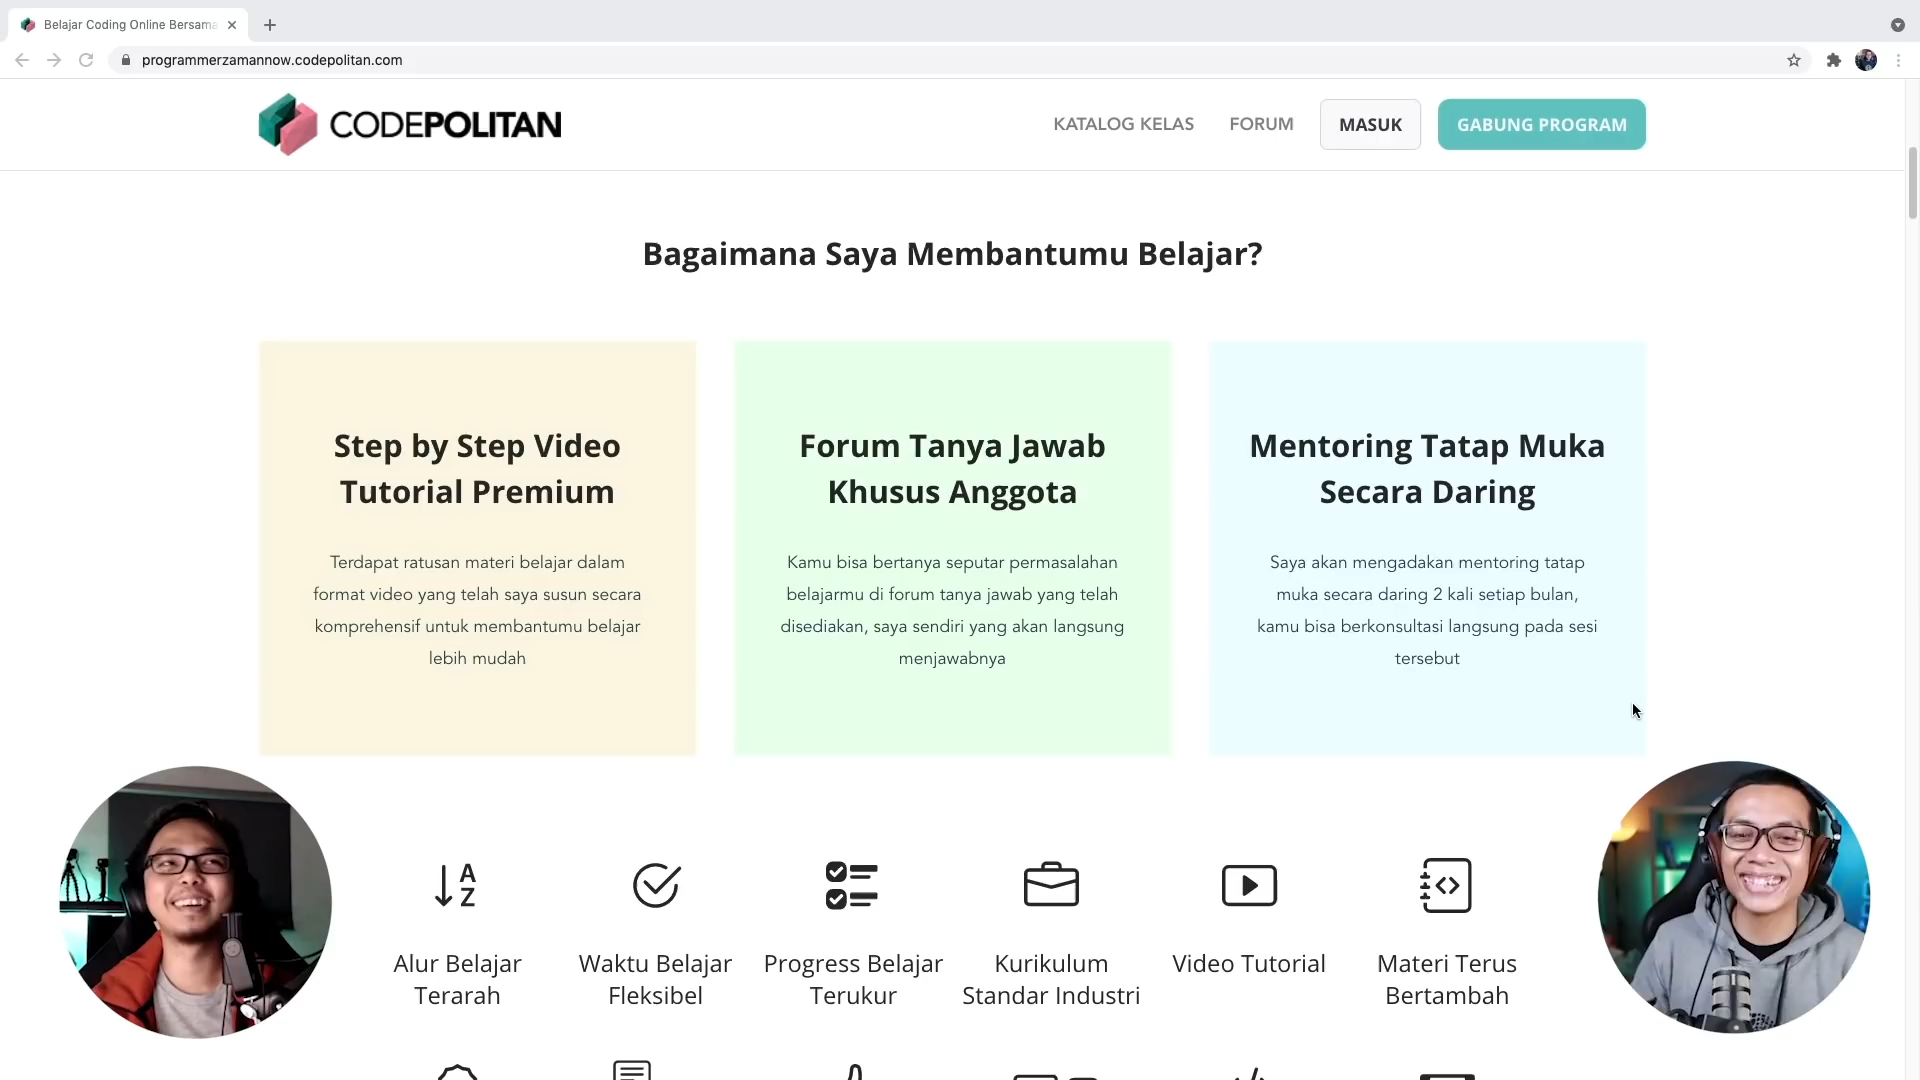 Belajar Coding Online Bersama
programmerzamannow.codepolitan.com
CODEPOLITAN
KATALOG KELAS
FORUM
MASUK
GABUNG PROGRAM
Bagaimana Saya Membantumu Belajar?
Step by Step Video
Tutorial Premium
Terdapat ratusan materi belajar dalam
format video yang telah saya susun secara
komprehensif untuk membantumu belajar
lebih mudah
Forum Tanya Jawab
Khusus Anggota
Kamu bisa bertanya seputar permasalahan
belajarmu di forum tanya jawab yang telah
disediakan, saya sendiri yang akan langsung
menjawabnya
Mentoring Tatap Muka
Secara Daring
Saya akan mengadakan mentoring tatap
muka secara daring 2 kali setiap bulan,
kamu bisa berkonsultasi langsung pada sesi
tersebut
A
Z
Alur Belajar
Terarah
Waktu Belajar
Fleksibel
Progress Belajar
Terukur
Kurikulum
Standar Industri
Video Tutorial
Materi Terus
Bertambah